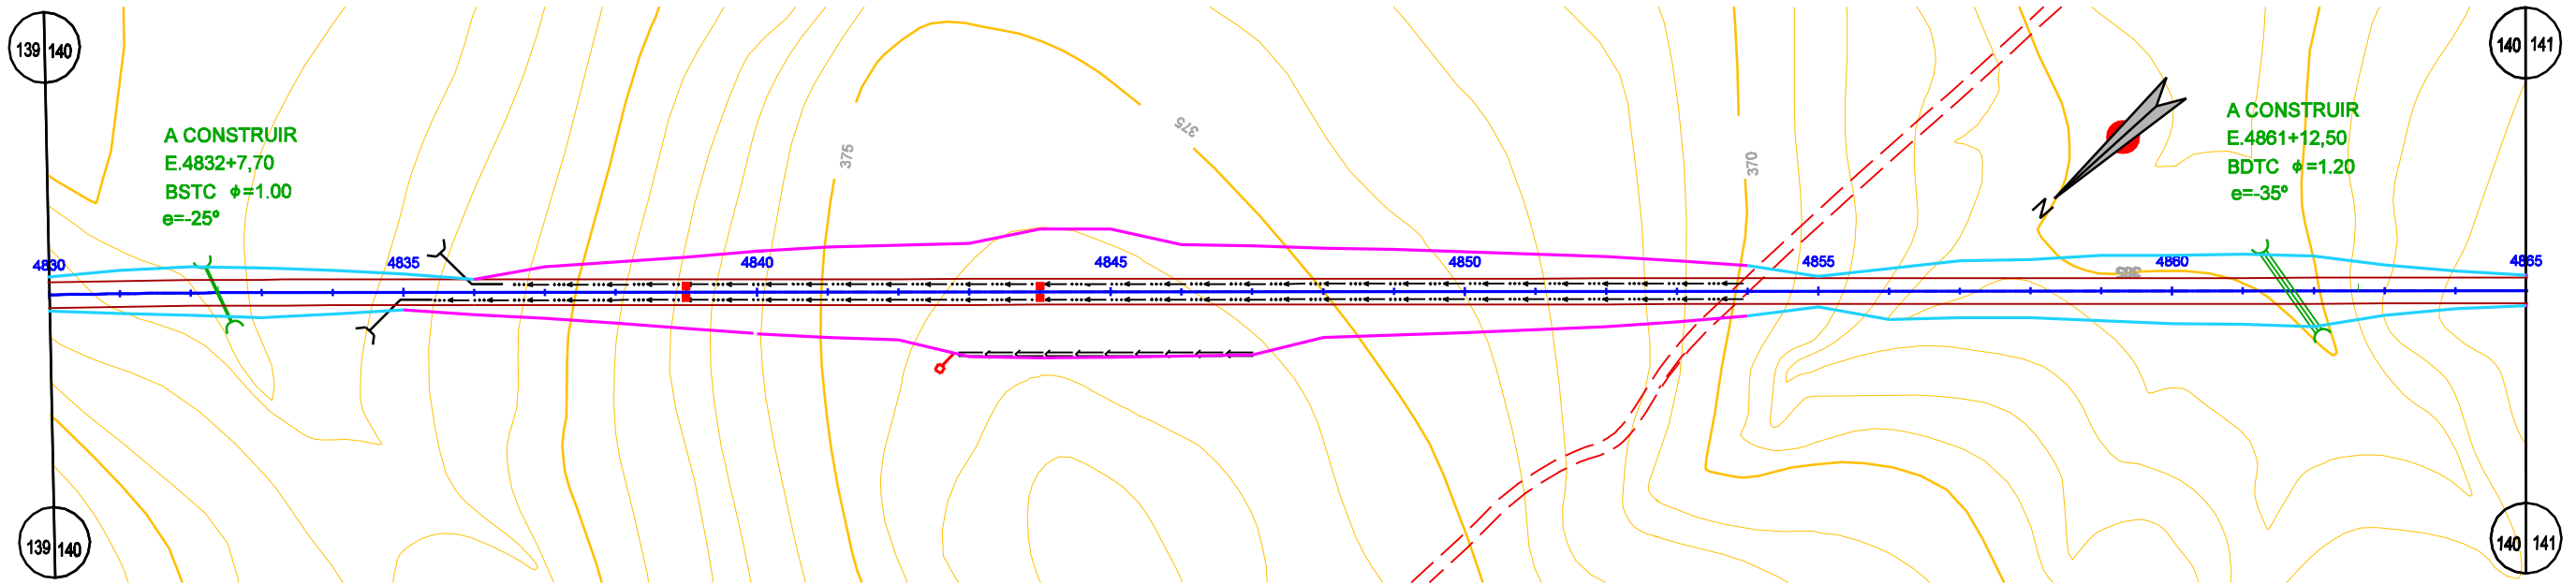 139 140
140 141
A CONSTRUIR
E.4832+7,70
BSTC ϕ=1.00
e=-25º
375
375
370
A CONSTRUIR
E.4861+12,50
BDTC ϕ=1.20
e=-35º
N
4830
4835
4840
4845
4850
4855
4860
4865
139 140
140 141